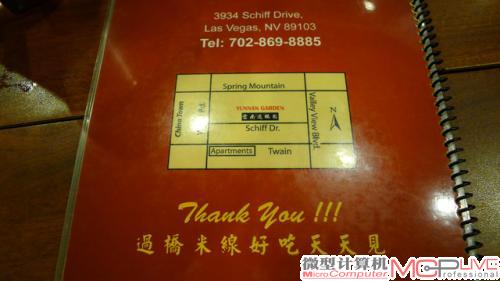 3934 Schiff Drive,
Las Vegas, NV 89103
Tel: 702-869-8885
Spring Mountain
China Town
YUNNAN GARDEN
Schiff Dr.
Valley View Blvd.
N
Apartments
Twain
Thank You !!!
過橋米線好吃天天見
微型计算机
MicroComputer
MCPLIVE